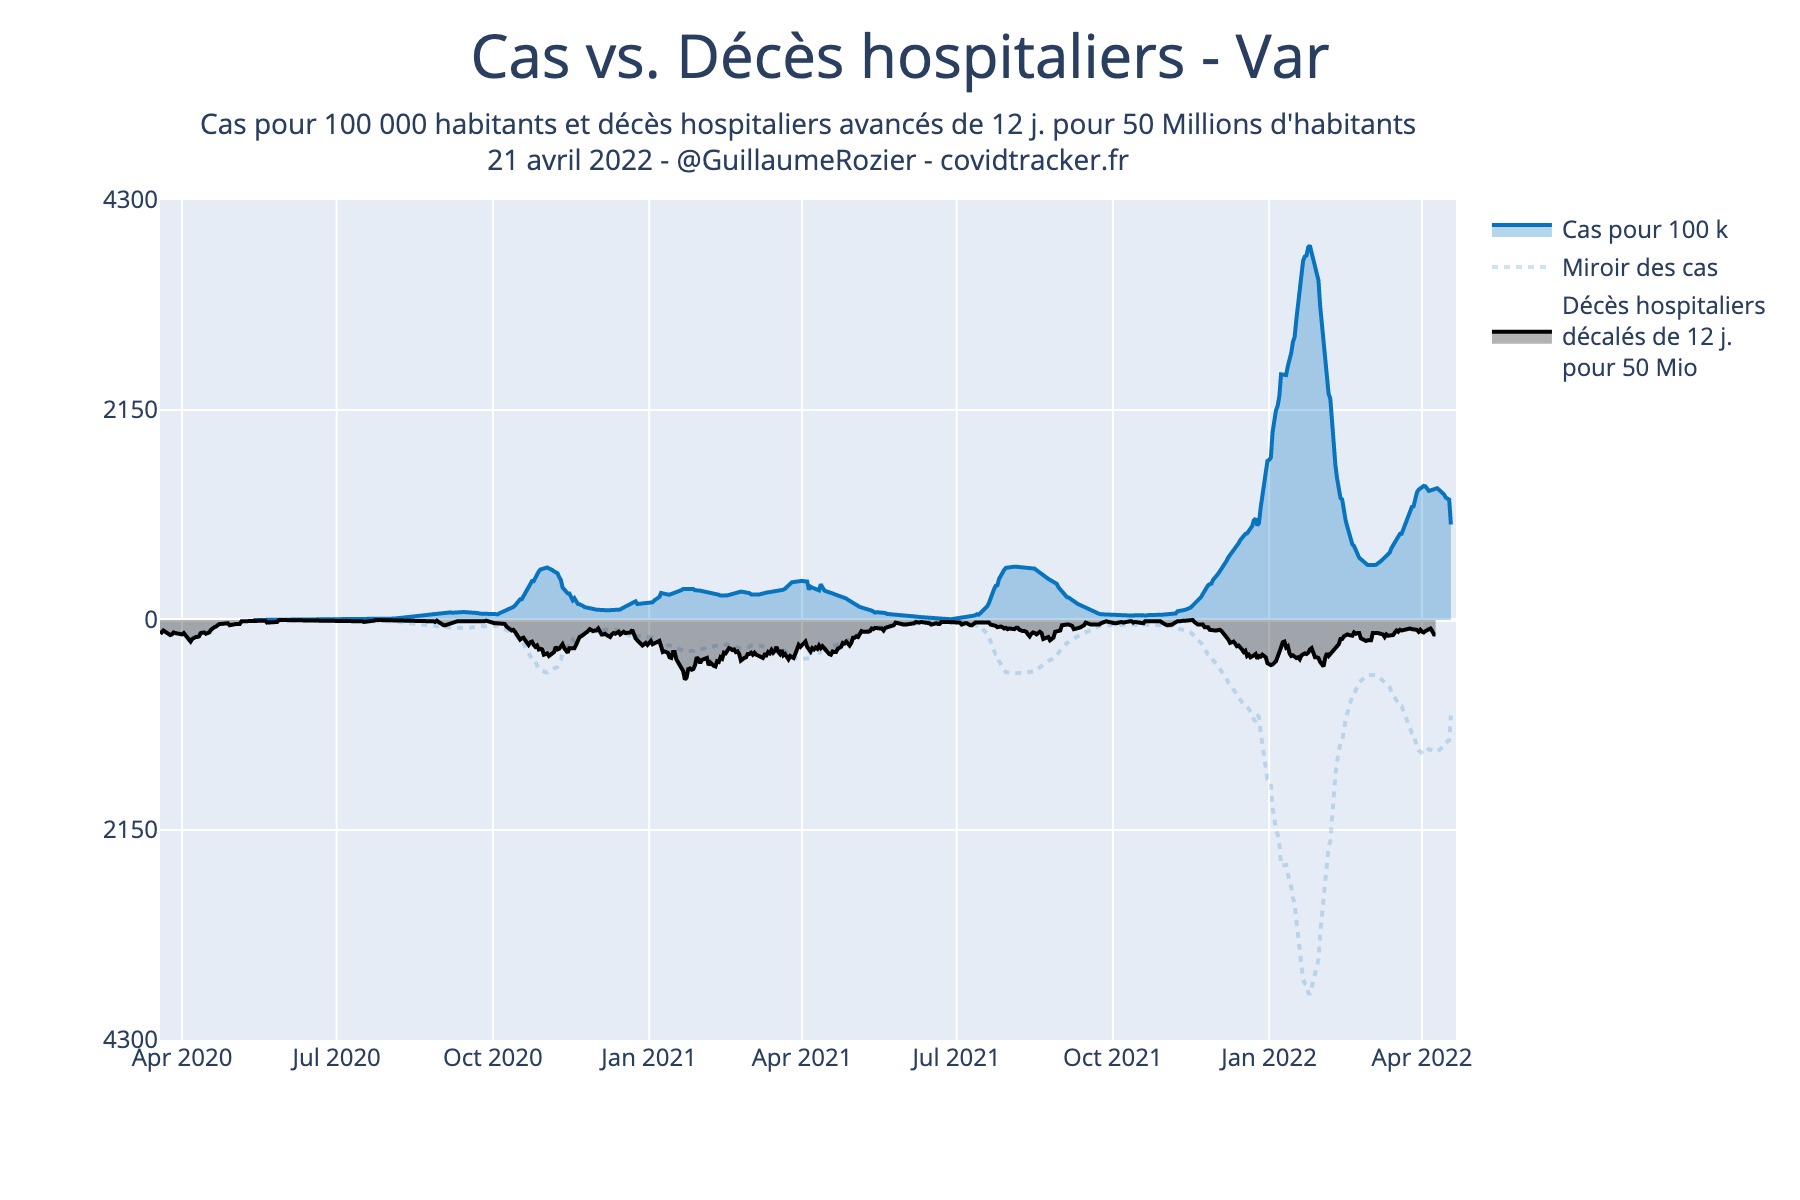 Cas vs. Décès hospitaliers - Var
Cas pour 100 000 habitants et décès hospitaliers avancés de 12 j. pour 50 Millions d'habitants
21 avril 2022 - @GuillaumeRozier - covidtracker.fr
4300
2150
0
2150
4300
Apr 2020
Jul 2020
Oct 2020
Jan 2021
Apr 2021
Jul 2021
Oct 2021
Jan 2022
Apr 2022
Cas pour 100 k
Miroir des cas
Décès hospitaliers
décalés de 12 j.
pour 50 Mio